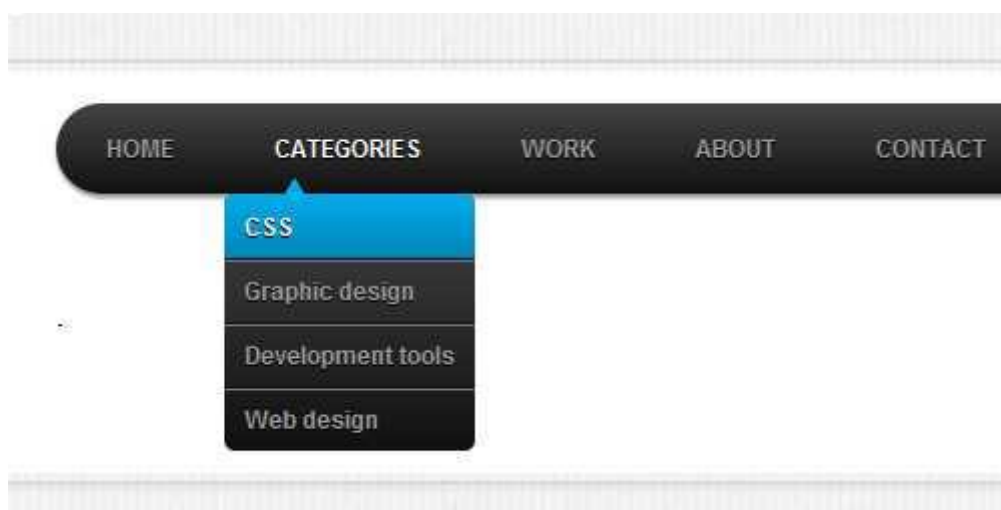 HOME CATEGORIES WORK ABOUT CONTACT
CSS
Graphic design
Development tools
Web design